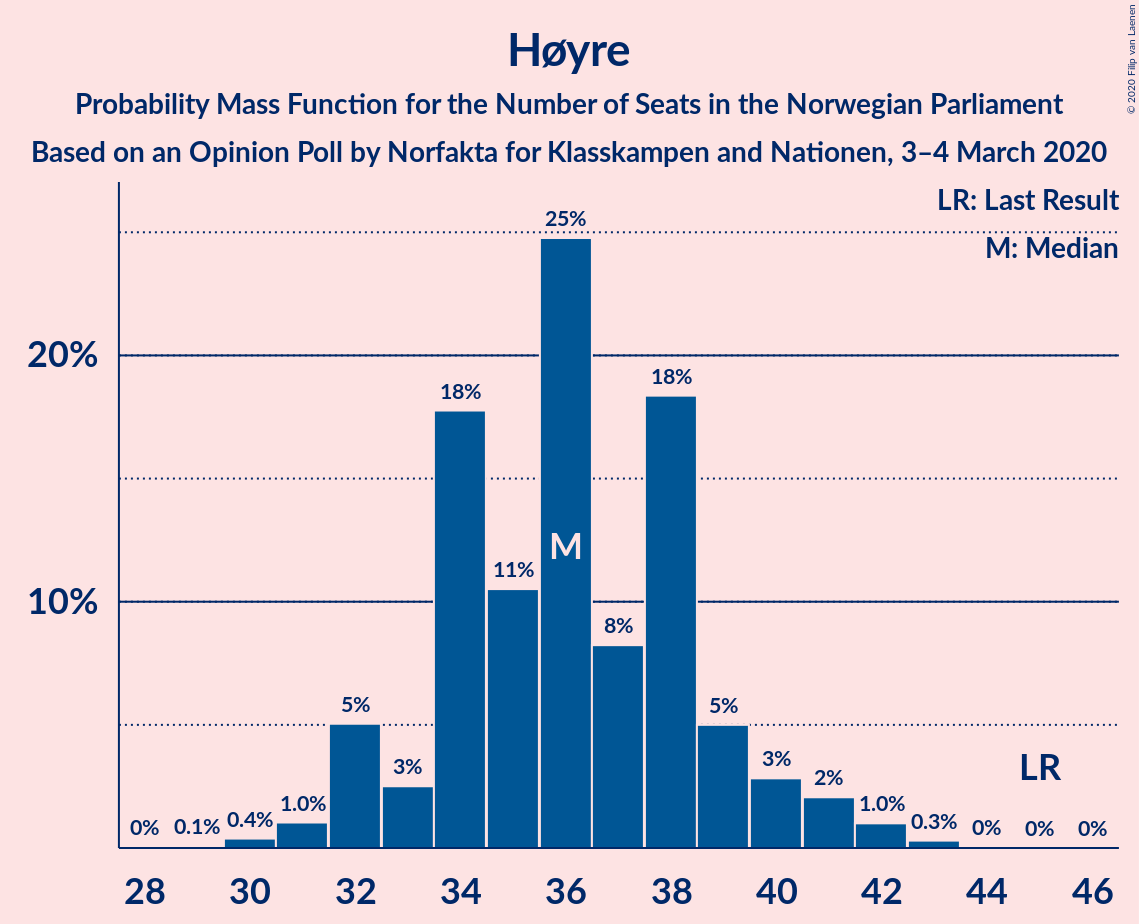 Høyre
Probability Mass Function for the Number of Seats in the Norwegian Parliament
Based on an Opinion Poll by Norfakta for Klasskampen and Nationen, 3–4 March 2020
© 2020 Filip van Laenen
LR: Last Result
M: Median
25%
20%
18%
18%
M
11%
10%
8%
5%
3%
5%
3%
2%
LR
0%
0.1%
0.4%
1.0%
1.0%
0.3%
0%
0%
0%
28 30 32 34 36 38 40 42 44 46